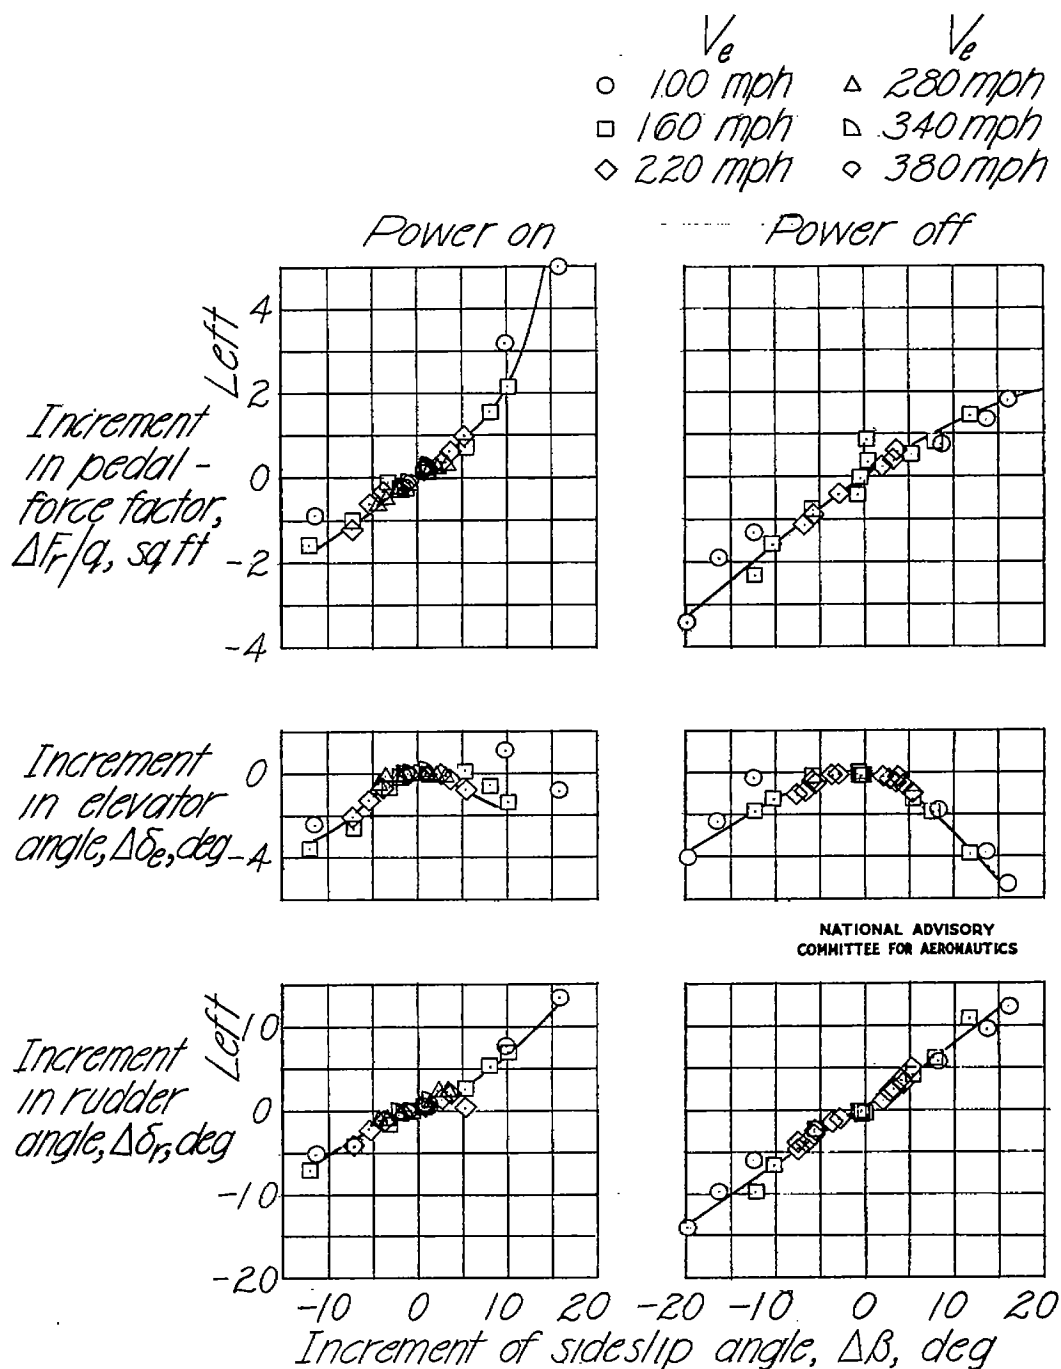 Ve Ve
○ 100 mph △ 280 mph
□ 160 mph ◺ 340 mph
◇ 220 mph 380 mph
Power on Power off
Left
4
2
0
-2
-4
Increment
in pedal-
force factor,
ΔFr/q, sq ft
0
-4
Increment
in elevator
angle, Δδe, deg
NATIONAL ADVISORY
COMMITTEE FOR AERONAUTICS
Left
10
0
-10
-20
Increment
in rudder
angle, Δδr, deg
-10 0 10 20 -20 -10 0 10 20
Increment of sideslip angle, Δβ, deg